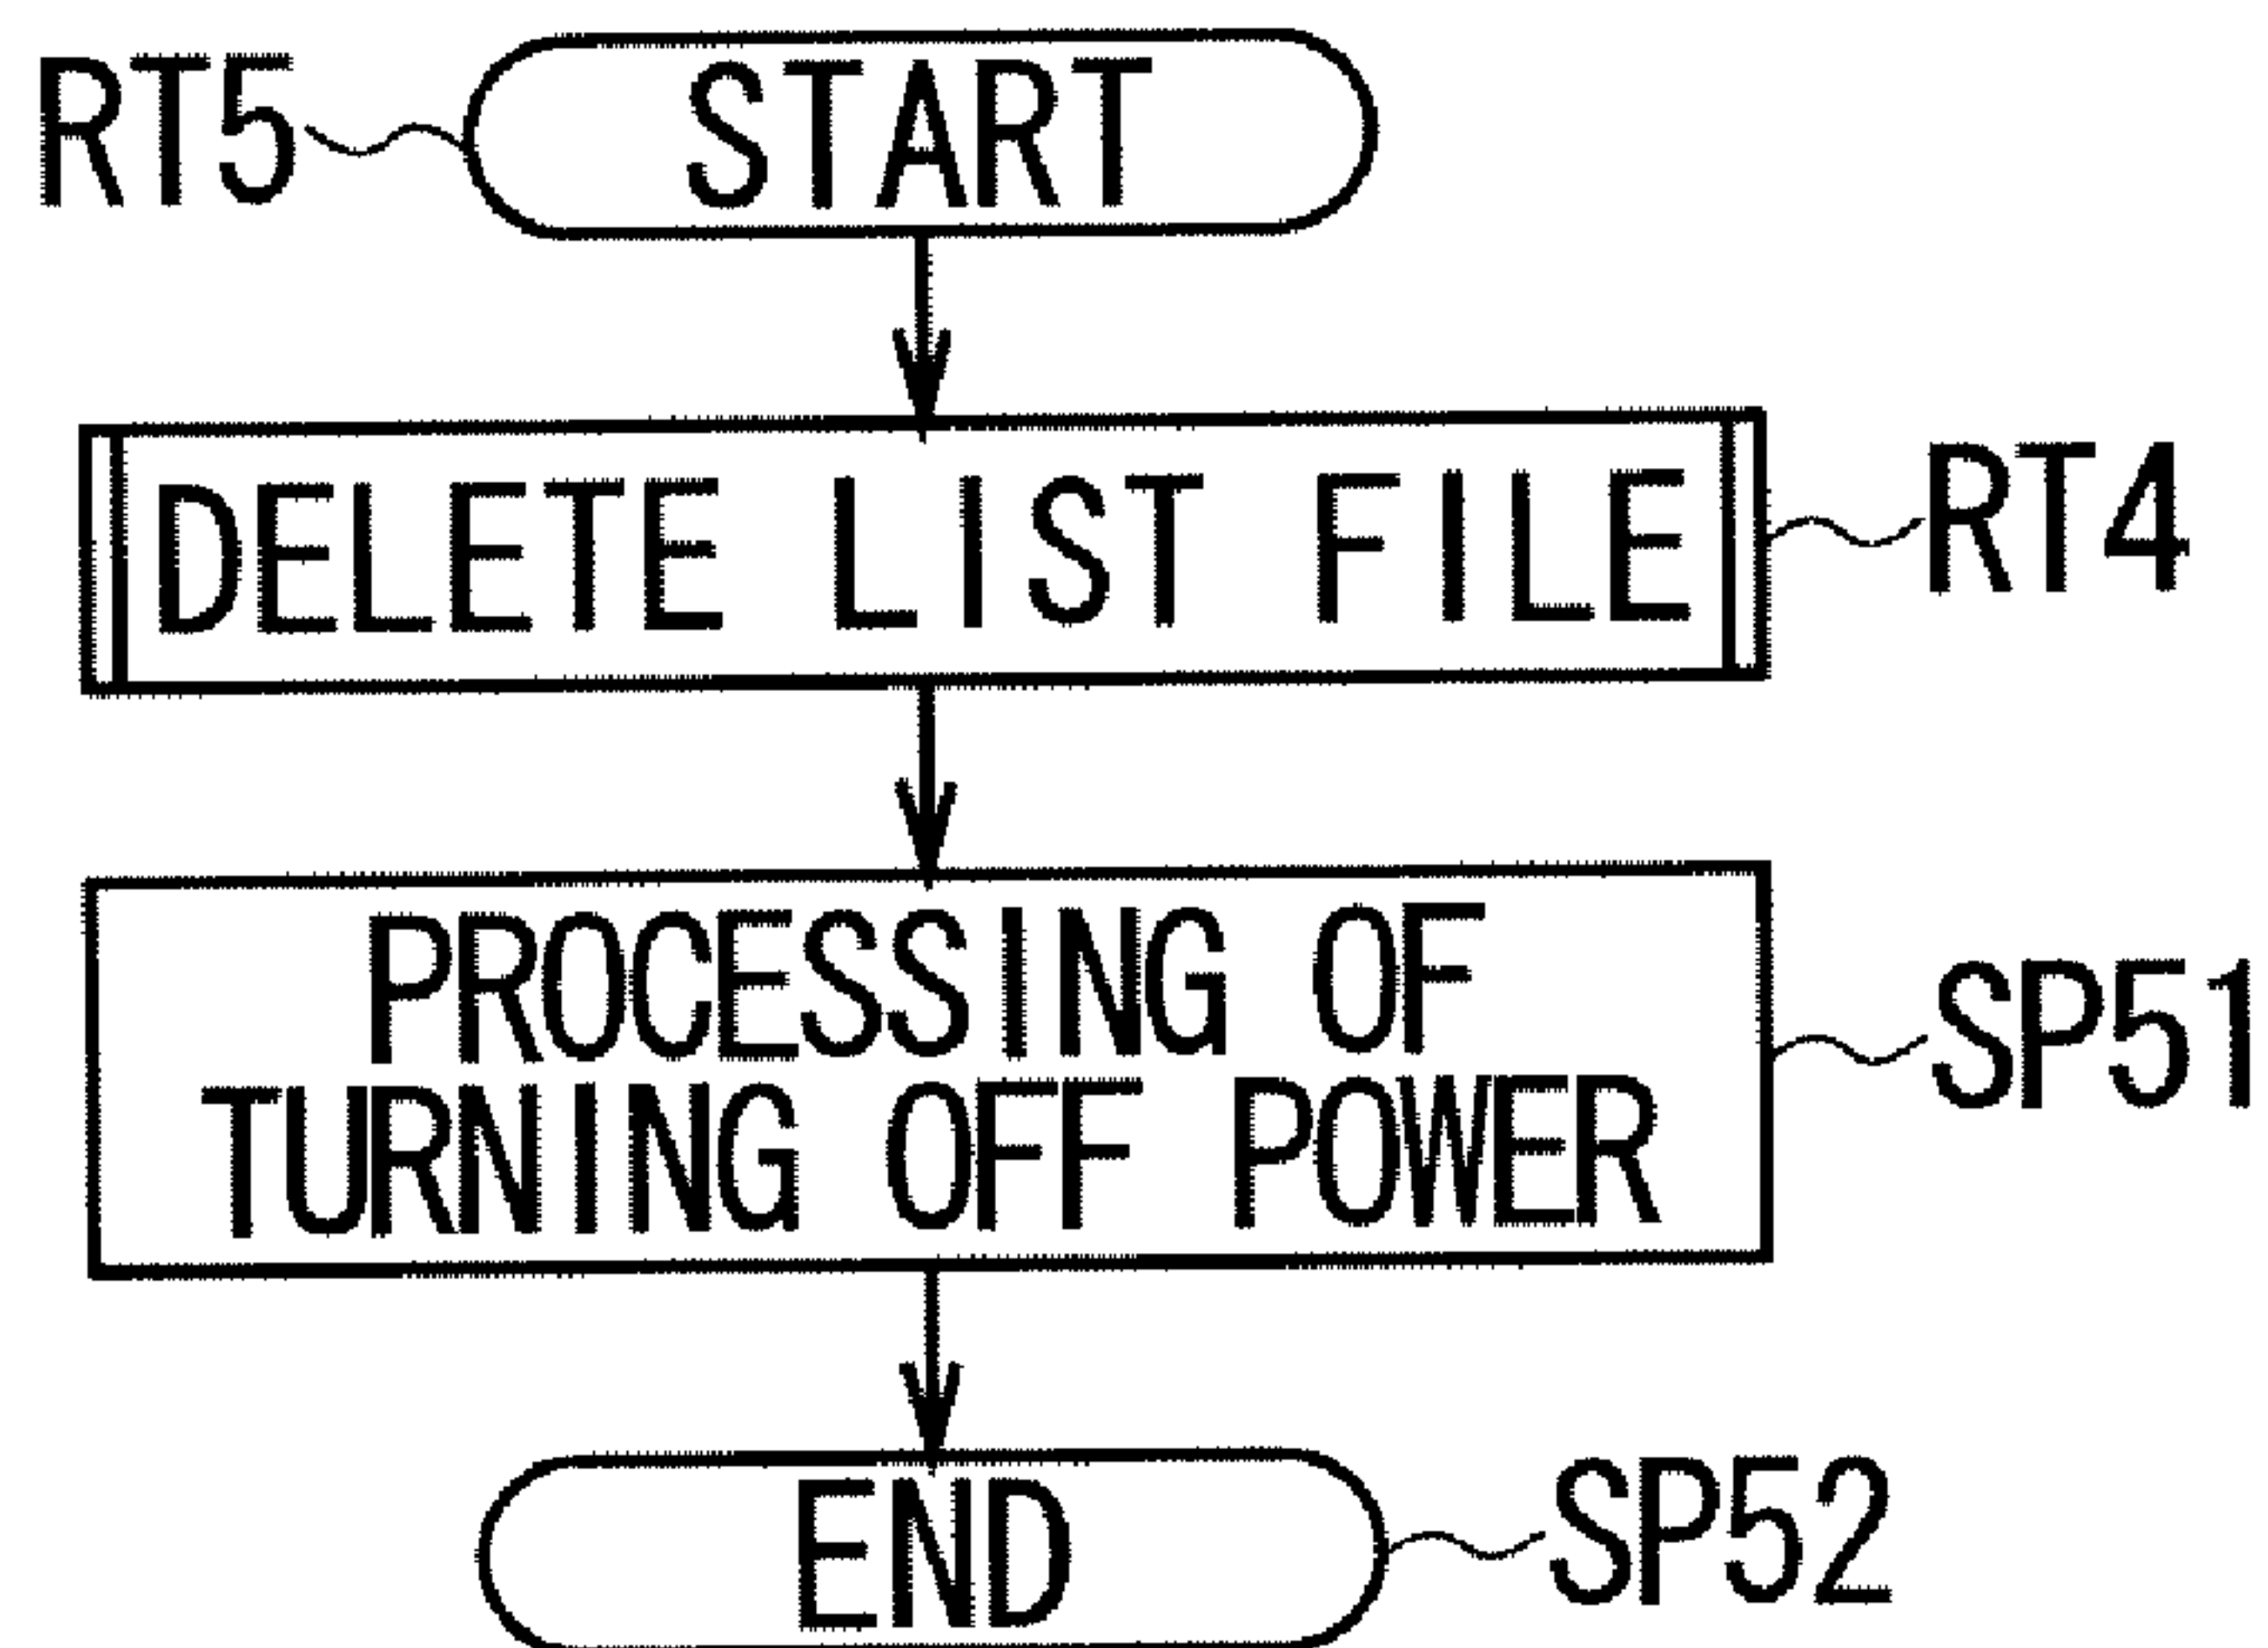 RT5 START
DELETE LIST FILE RT4
PROCESSING OF
TURNING OFF POWER SP51
END SP52